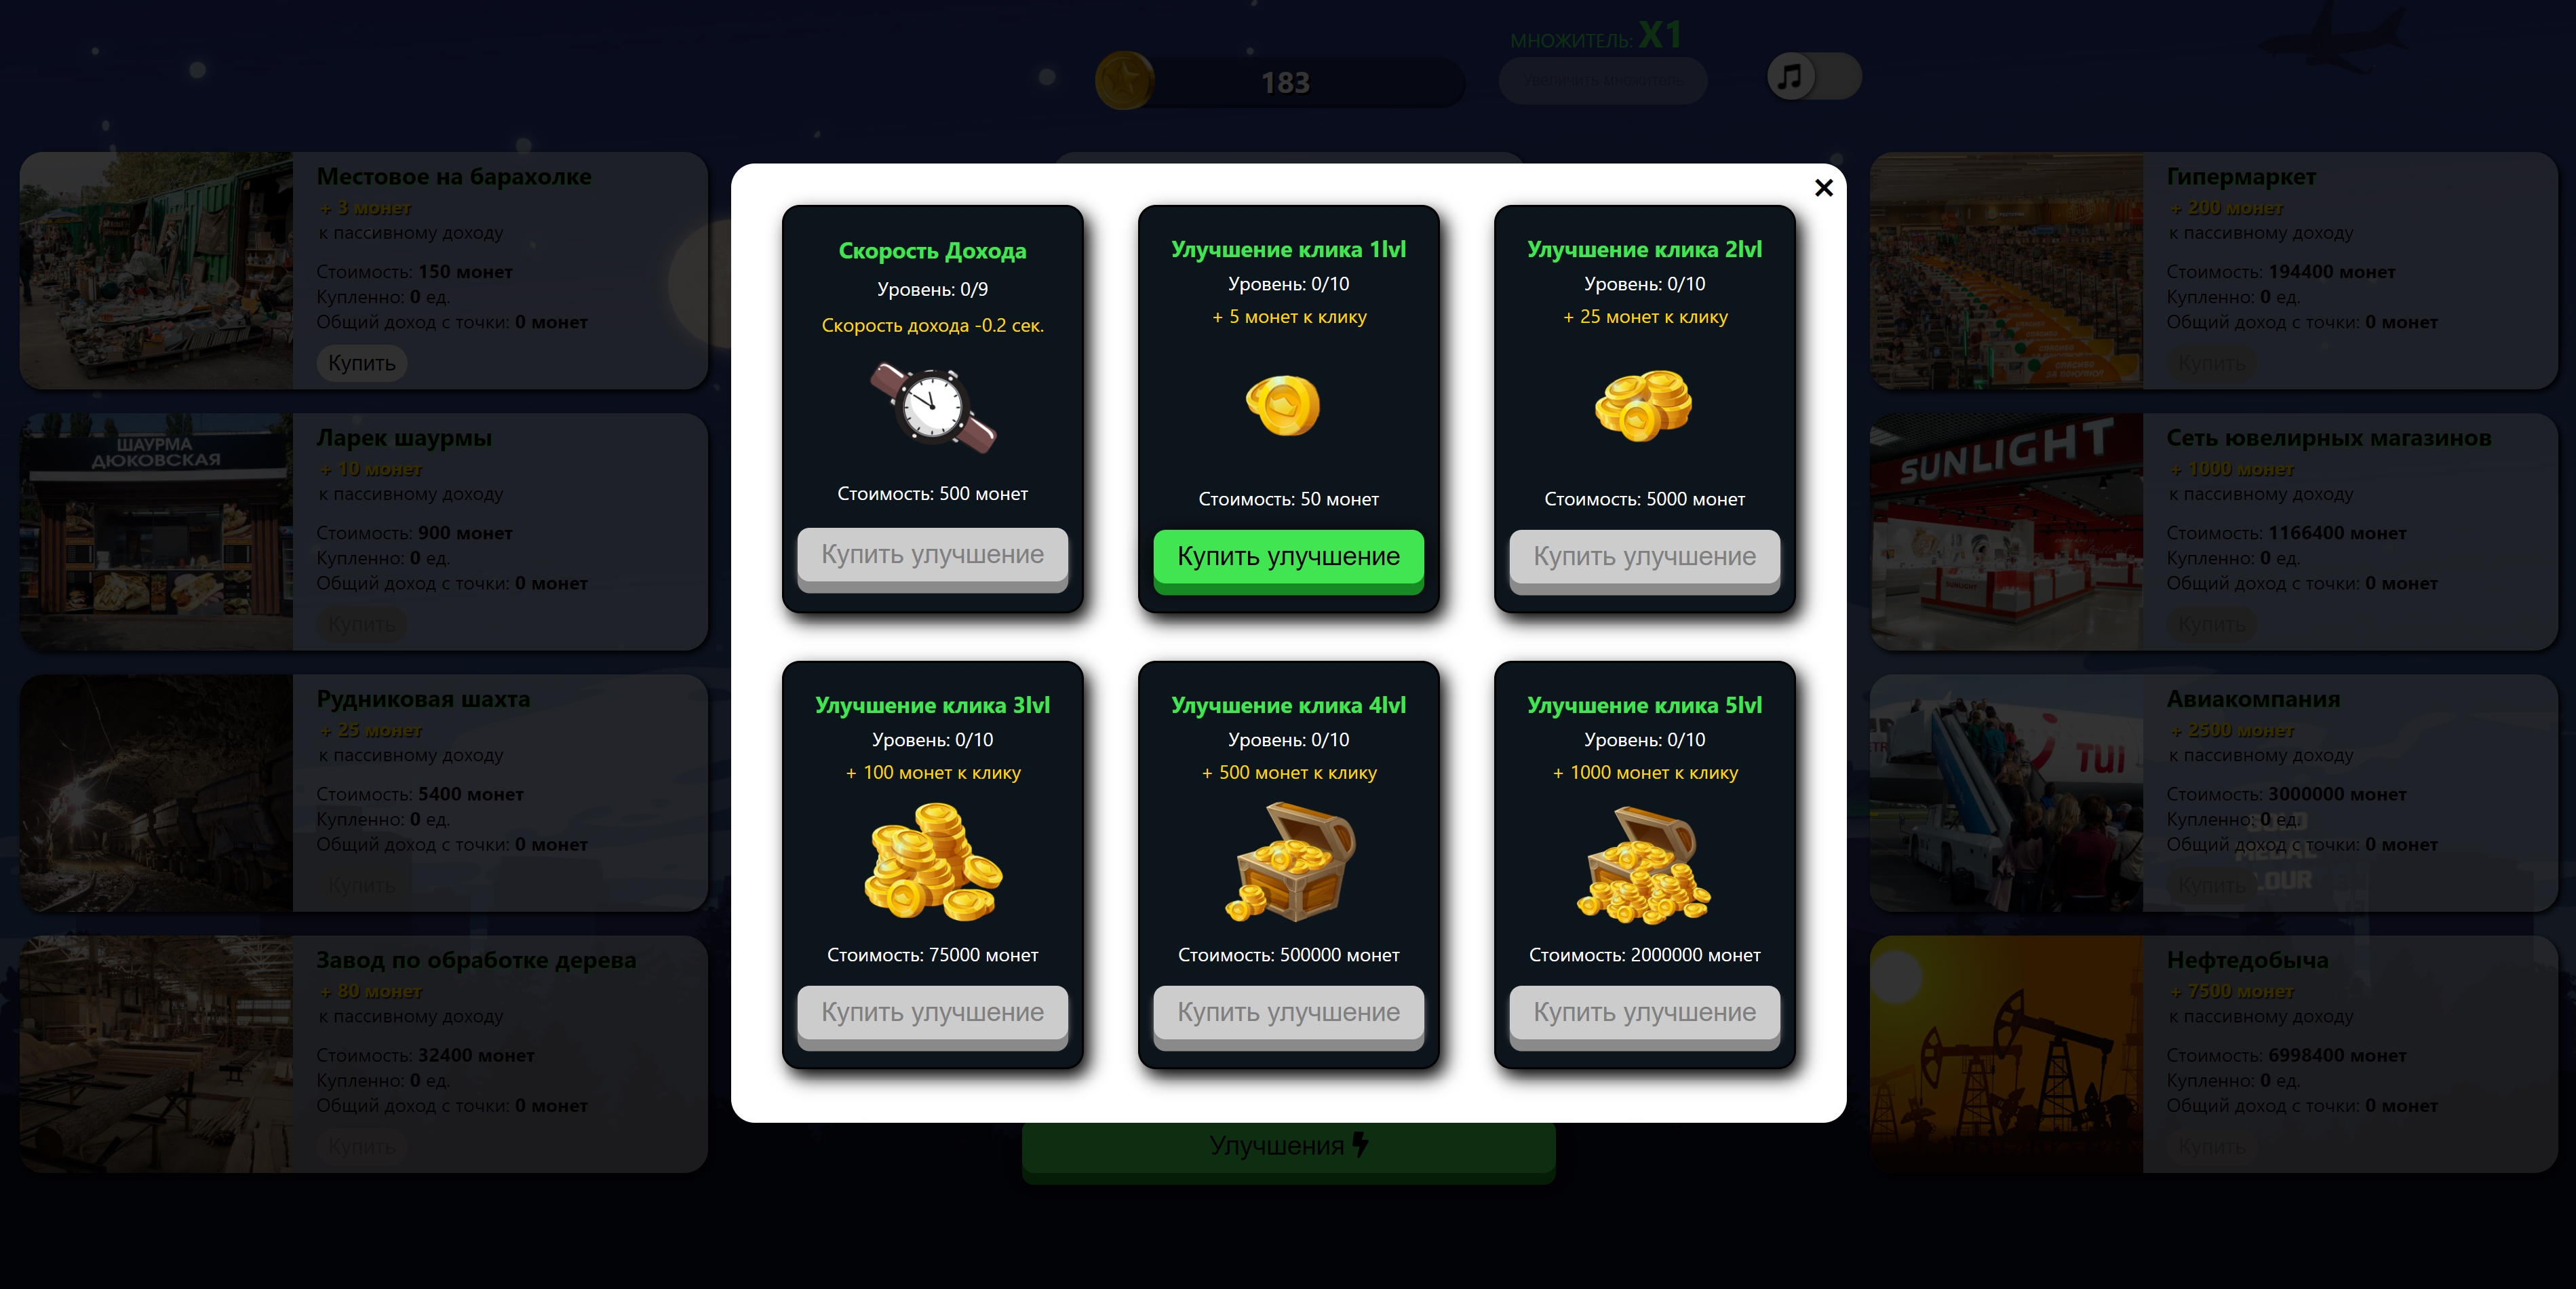 МНОЖИТЕЛЬ: X1
183
Увеличить множитель
Местовое на барахолке
+ 3 монет
к пассивному доходу
Стоимость: 150 монет
Купленно: 0 ед.
Общий доход с точки: 0 монет
Купить
ШАУРМА
ДЮКОВСКАЯ
Ларек шаурмы
+ 10 монет
к пассивному доходу
Стоимость: 900 монет
Купленно: 0 ед.
Общий доход с точки: 0 монет
Купить
Рудниковая шахта
+ 25 монет
к пассивному доходу
Стоимость: 5400 монет
Купленно: 0 ед.
Общий доход с точки: 0 монет
Купить
Завод по обработке дерева
+ 80 монет
к пассивному доходу
Стоимость: 32400 монет
Купленно: 0 ед.
Общий доход с точки: 0 монет
Купить
×
Скорость Дохода
Уровень: 0/9
Скорость дохода -0.2 сек.
Стоимость: 500 монет
Купить улучшение
Улучшение клика 1lvl
Уровень: 0/10
+ 5 монет к клику
Стоимость: 50 монет
Купить улучшение
Улучшение клика 2lvl
Уровень: 0/10
+ 25 монет к клику
Стоимость: 5000 монет
Купить улучшение
Улучшение клика 3lvl
Уровень: 0/10
+ 100 монет к клику
Стоимость: 75000 монет
Купить улучшение
Улучшение клика 4lvl
Уровень: 0/10
+ 500 монет к клику
Стоимость: 500000 монет
Купить улучшение
Улучшение клика 5lvl
Уровень: 0/10
+ 1000 монет к клику
Стоимость: 2000000 монет
Купить улучшение
Улучшения
Гипермаркет
+ 200 монет
к пассивному доходу
Стоимость: 194400 монет
Купленно: 0 ед.
Общий доход с точки: 0 монет
Купить
SUNLIGHT
Сеть ювелирных магазинов
+ 1000 монет
к пассивному доходу
Стоимость: 1166400 монет
Купленно: 0 ед.
Общий доход с точки: 0 монет
Купить
TUI
Авиакомпания
+ 2500 монет
к пассивному доходу
Стоимость: 3000000 монет
Купленно: 0 ед.
Общий доход с точки: 0 монет
Купить
Нефтедобыча
+ 7500 монет
к пассивному доходу
Стоимость: 6998400 монет
Купленно: 0 ед.
Общий доход с точки: 0 монет
Купить